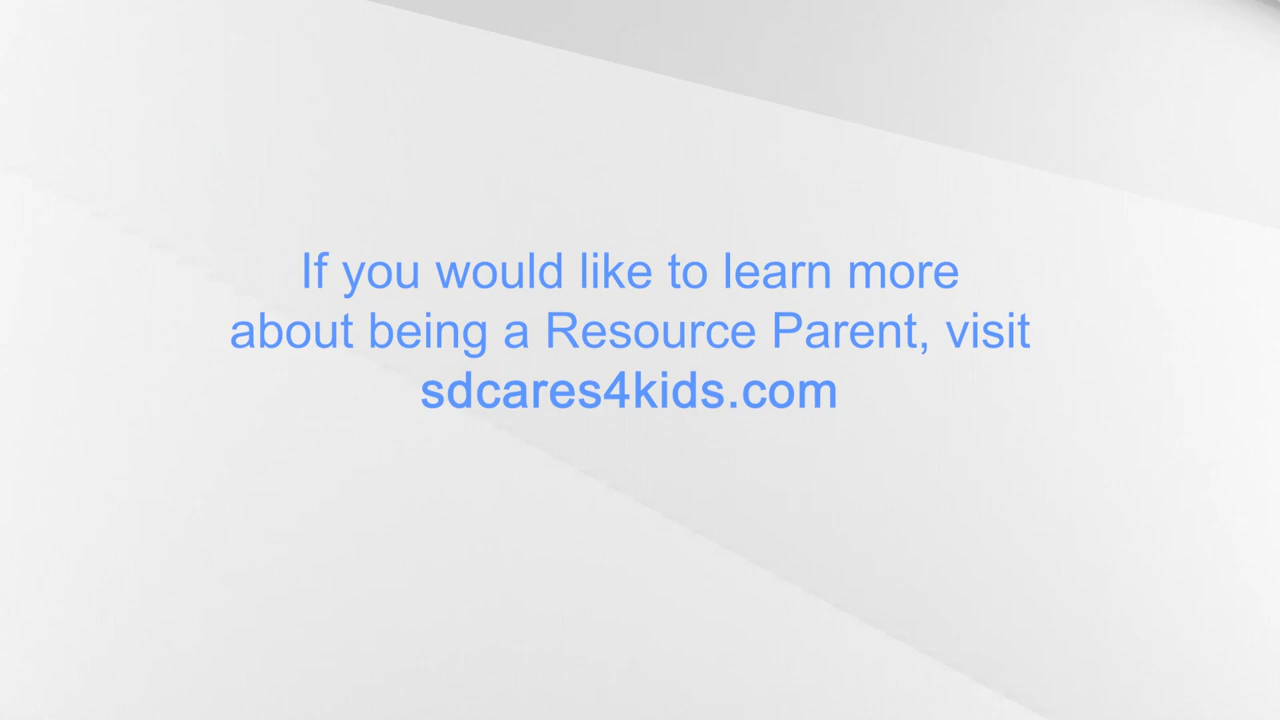 If you would like to learn more
about being a Resource Parent, visit
sdcares4kids.com